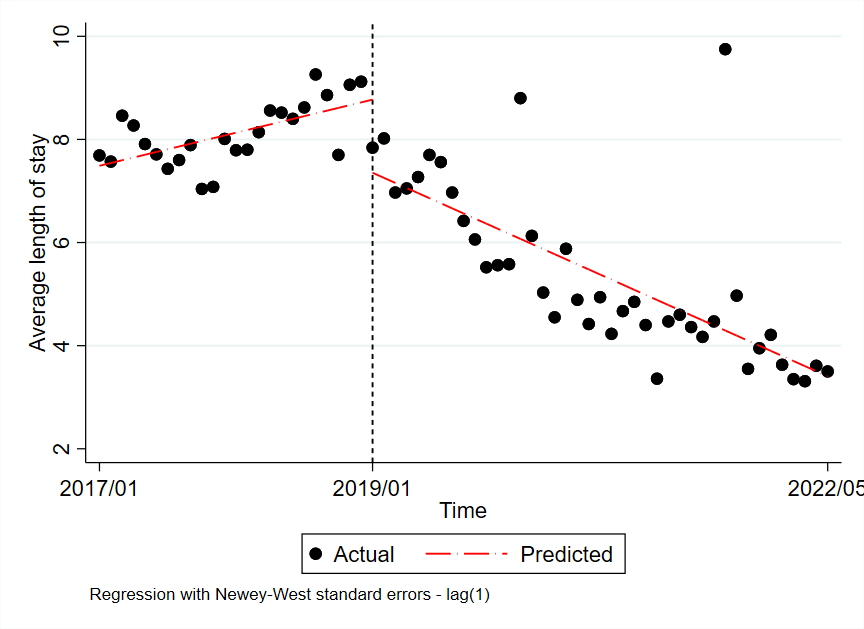 10
8
6
4
2
Average length of stay
2017/01
2019/01
2022/05
Time
Actual
Predicted
Regression with Newey-West standard errors - lag(1)